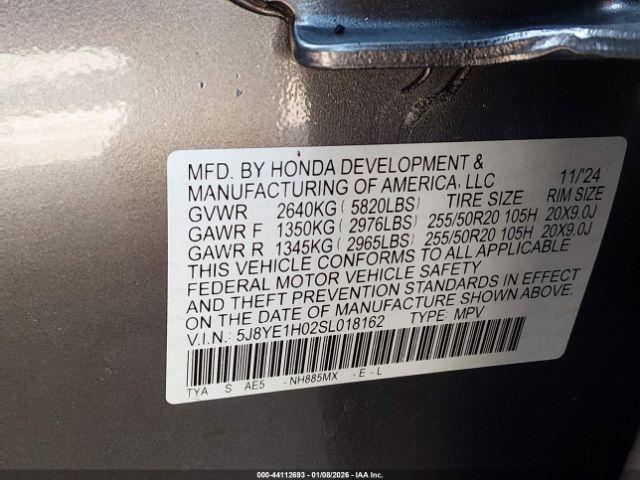 MFD. BY HONDA DEVELOPMENT &
MANUFACTURING OF AMERICA, LLC 11/'24
GVWR 2640KG( 5820LBS) TIRE SIZE RIM SIZE
GAWR F 1350KG( 2976LBS) 255/50R20 105H 20X9.0J
GAWR R 1345KG( 2965LBS) 255/50R20 105H 20X9.0J
THIS VEHICLE CONFORMS TO ALL APPLICABLE
FEDERAL MOTOR VEHICLE SAFETY
AND THEFT PREVENTION STANDARDS IN EFFECT
ON THE DATE OF MANUFACTURE SHOWN ABOVE.
V.I.N.: 5J8YE1H02SL018162 TYPE: MPV
TYA S AE5 - NH885MX - E - L
000-44112693 - 01/08/2026 - © IAA Inc.